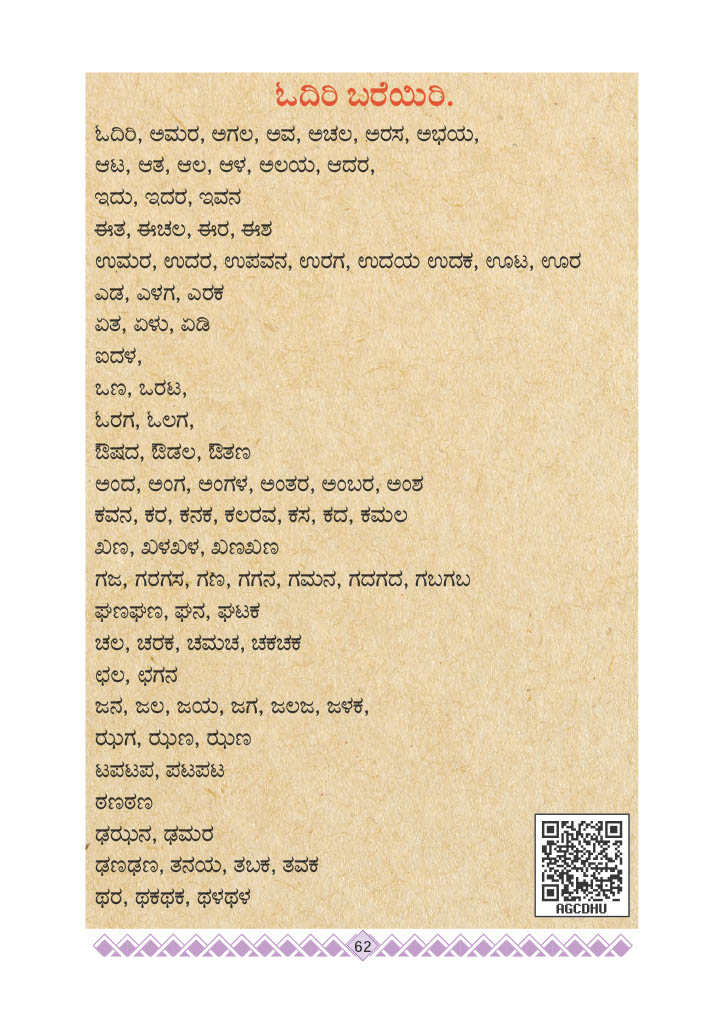 ಓದಿರಿ ಬರೆಯಿರಿ.
ಓದಿರಿ, ಅಮರ, ಅಗಲ, ಅವ, ಅಚಲ, ಅರಸ, ಅಭಯ,
ಆಟ, ಆತ, ಆಲ, ಆಳ, ಅಲಯ, ಆದರ,
ಇದು, ಇದರ, ಇವನ
ಈತ, ಈಚಲ, ಈರ, ಈಶ
ಉಮರ, ಉದರ, ಉಪವನ, ಉರಗ, ಉದಯ ಉದಕ, ಊಟ, ಊರ
ಎಡ, ಎಳಗ, ಎರಕ
ಏತ, ಏಳು, ಏಡಿ
ಐದಳ,
ಒಣ, ಒರಟ,
ಓರಗ, ಓಲಗ,
ಔಷದ, ಔಡಲ, ಔತಣ
ಅಂದ, ಅಂಗ, ಅಂಗಳ, ಅಂತರ, ಅಂಬರ, ಅಂಶ
ಕವನ, ಕರ, ಕನಕ, ಕಲರವ, ಕಸ, ಕದ, ಕಮಲ
ಖಣ, ಖಳಖಳ, ಖಣಖಣ
ಗಜ, ಗರಗಸ, ಗಣಿ, ಗಗನ, ಗಮನ, ಗದಗದ, ಗಬಗಬ
ಘಣಘಣ, ಘನ, ಘಟಕ
ಚಲ, ಚರಕ, ಚಮಚ, ಚಕಚಕ
ಛಲ, ಛಗನ
ಜನ, ಜಲ, ಜಯ, ಜಗ, ಜಲಜ, ಜಳಕ,
ಝಗ, ಝಣ, ಝಣ
ಟಪಟಪ, ಪಟಪಟ
ಠಣಠಣ
ಢಝನ, ಢಮರ
ಢಣಢಣ, ತನಯ, ತಬಕ, ತವಕ
ಥರ, ಥಕಥಕ, ಥಳಥಳ
AGCDHU
62